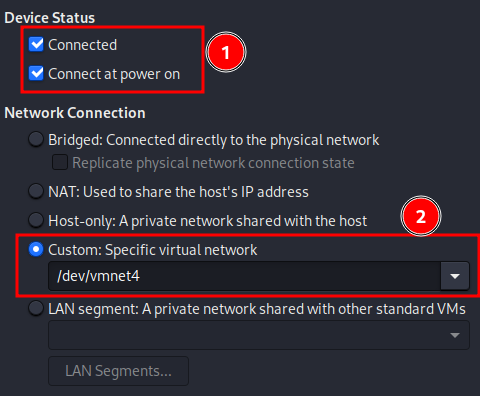 Device Status
Connected
1
Connect at power on
Network Connection
Bridged: Connected directly to the physical network
Replicate physical network connection state
NAT: Used to share the host's IP address
Host-only: A private network shared with the host
2
Custom: Specific virtual network
/dev/vmnet4
LAN segment: A private network shared with other standard VMs
LAN Segments...